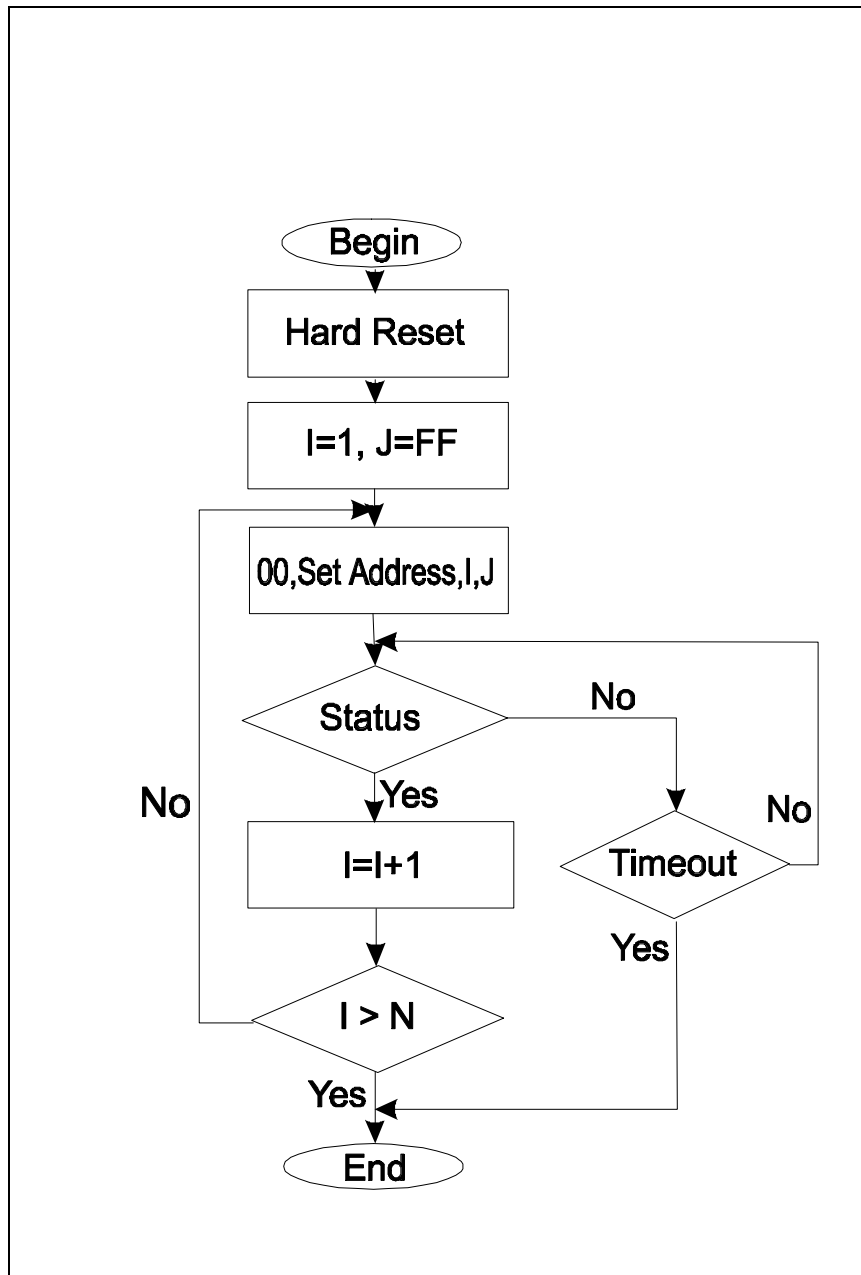 Begin
Hard Reset
I=1, J=FF
00,Set Address,I,J
Status
No
Yes
No
No
I=I+1
Timeout
Yes
I > N
Yes
End